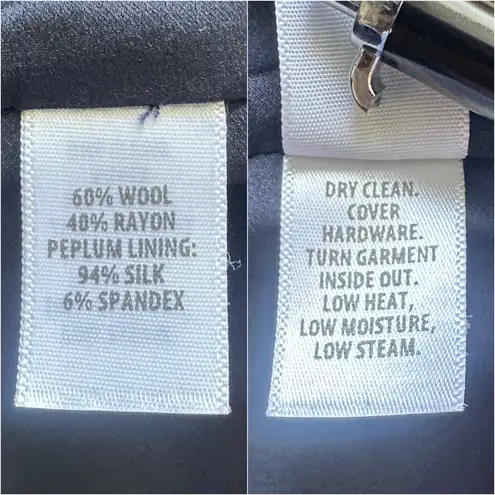 60% WOOL
40% RAYON
PEPLUM LINING:
94% SILK
6% SPANDEX
DRY CLEAN.
COVER
HARDWARE.
TURN GARMENT
INSIDE OUT.
LOW HEAT,
LOW MOISTURE,
LOW STEAM.